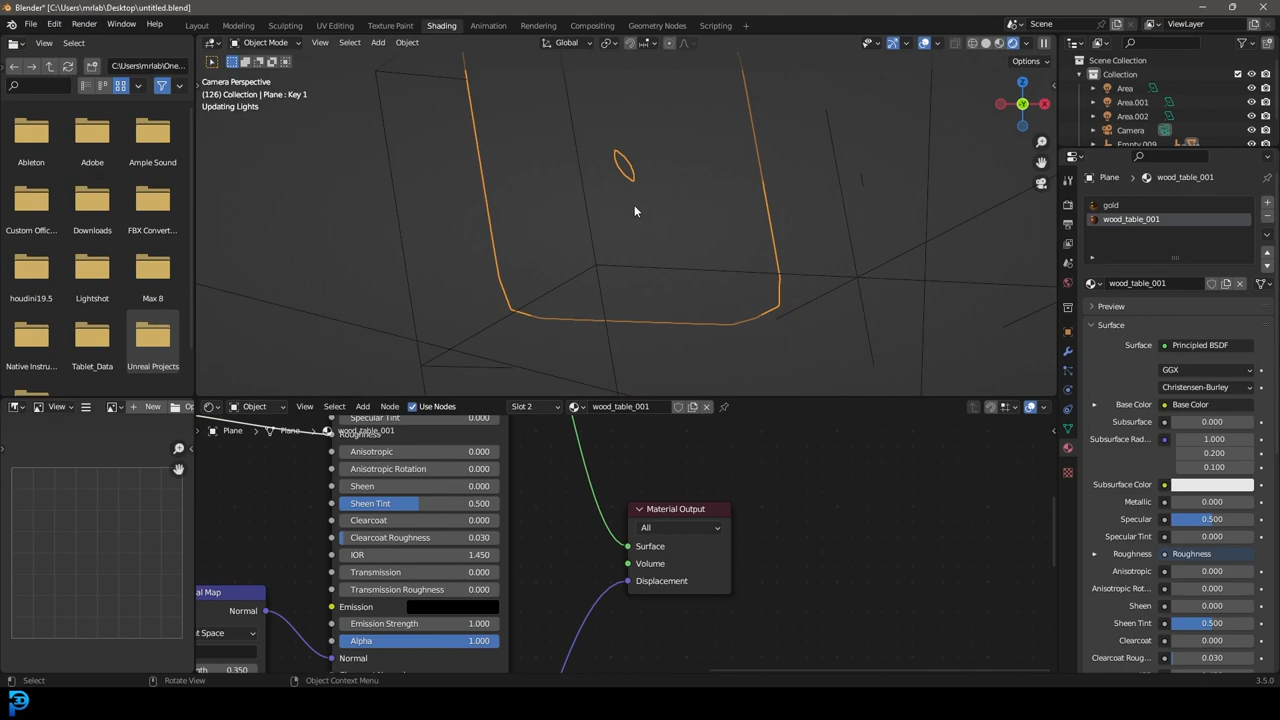 Blender* [C:\Users\mrlab\Desktop\untitled.blend]
File Edit Render Window Help Layout Modeling Sculpting UV Editing Texture Paint Shading Animation Rendering Compositing Geometry Nodes Scripting Scene ViewLayer
View Select Object Mode View Select Add Object Global
C:\Users\mrlab\One...
Options
Camera Perspective
(126) Collection | Plane : Key 1
Updating Lights
Z
Y
X
Ableton Adobe Ample Sound
Custom Offic... Downloads FBX Convert...
houdini19.5 Lightshot Max 8
Native Instru... Tablet_Data Unreal Projects
Scene Collection
Collection
Area
Area.001
Area.002
Camera
Empty.009
Plane wood_table_001
gold
wood_table_001
wood_table_001
Preview
Surface
Surface Principled BSDF
GGX
Christensen-Burley
Base Color Base Color
Subsurface 0.000
Subsurface Rad... 1.000
0.200
0.100
Subsurface Color
Metallic 0.000
Specular 0.500
Specular Tint 0.000
Roughness Roughness
Anisotropic 0.000
Anisotropic Rot... 0.000
Sheen 0.000
Sheen Tint 0.500
Clearcoat 0.000
Clearcoat Roug... 0.030
View New Op
Object View Select Add Node Use Nodes Slot 2 wood_table_001
Plane Plane wood_table_001
Specular Tint 0.000
Roughness
Anisotropic 0.000
Anisotropic Rotation 0.000
Sheen 0.000
Sheen Tint 0.500
Clearcoat 0.000
Clearcoat Roughness 0.030
IOR 1.450
Transmission 0.000
Transmission Roughness 0.000
Emission
Emission Strength 1.000
Alpha 1.000
Normal
al Map
Normal
t Space
ngth 0.350
Material Output
All
Surface
Volume
Displacement
Select Rotate View Object Context Menu 3.5.0